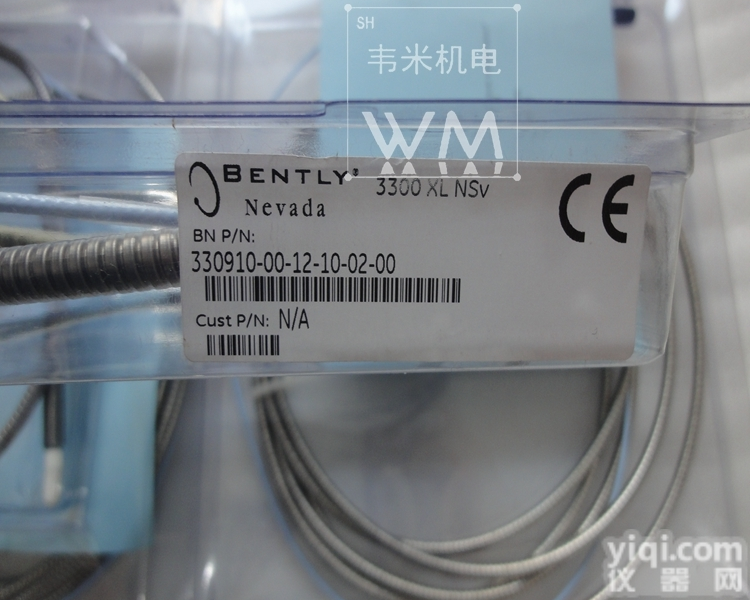 SH
韦米机电
WM
BENTLY®
3300 XL NSv
Nevada
BN P/N:
330910-00-12-10-02-00
Cust P/N: N/A
CE
yiqi.com
仪器网